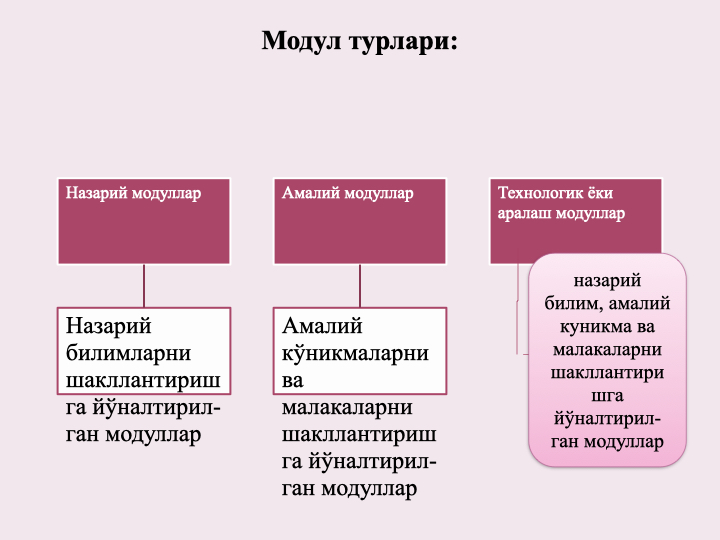 Модул турлари:
Назарий модуллар
Назарий
билимларни
шакллантириш
га йўналтирил-
ган модуллар
Амалий модуллар
Амалий
кўникмаларни
ва
малакаларни
шакллантириш
га йўналтирил-
ган модуллар
Технологик ёки
аралаш модуллар
назарий
билим, амалий
куникма ва
малакаларни
шакллантири
шга
йўналтирил-
ган модуллар